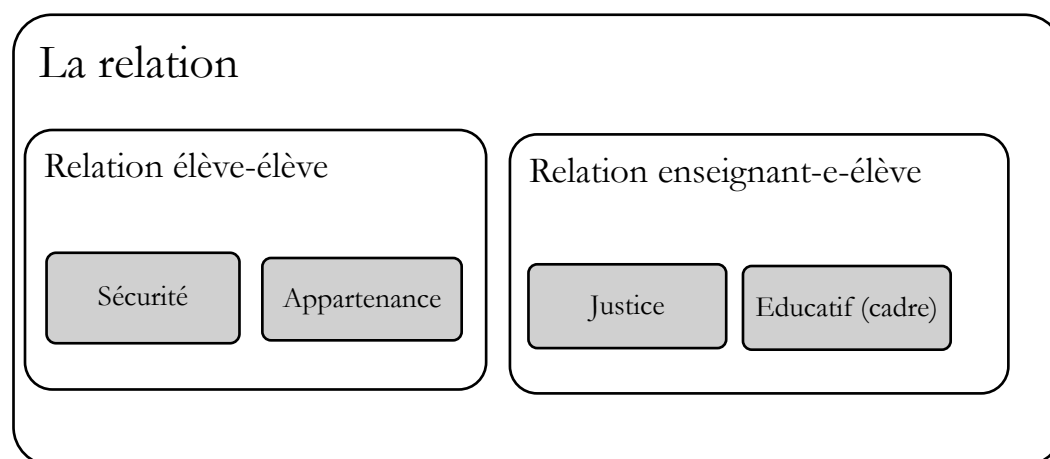 La relation
Relation élève-élève
Relation enseignant-e-élève
Sécurité
Appartenance
Justice
Educatif (cadre)